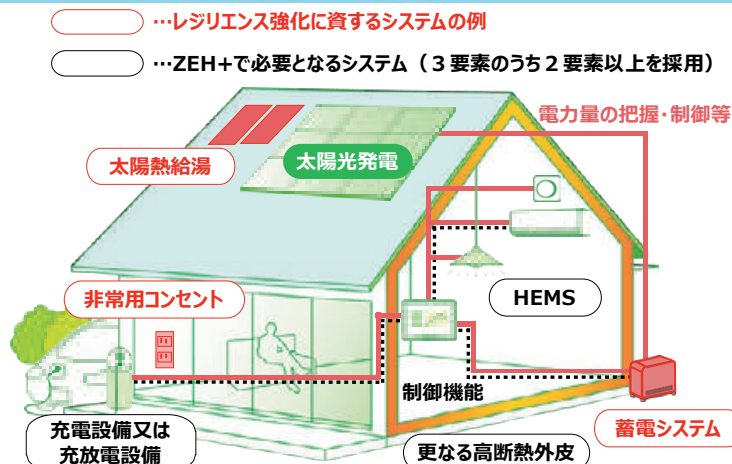 …レジリエンス強化に資するシステムの例
…ZEH+で必要となるシステム（３要素のうち２要素以上を採用）
電力量の把握・制御等
太陽熱給湯
太陽光発電
非常用コンセント
HEMS
制御機能
充電設備又は
充放電設備
更なる高断熱外皮
蓄電システム